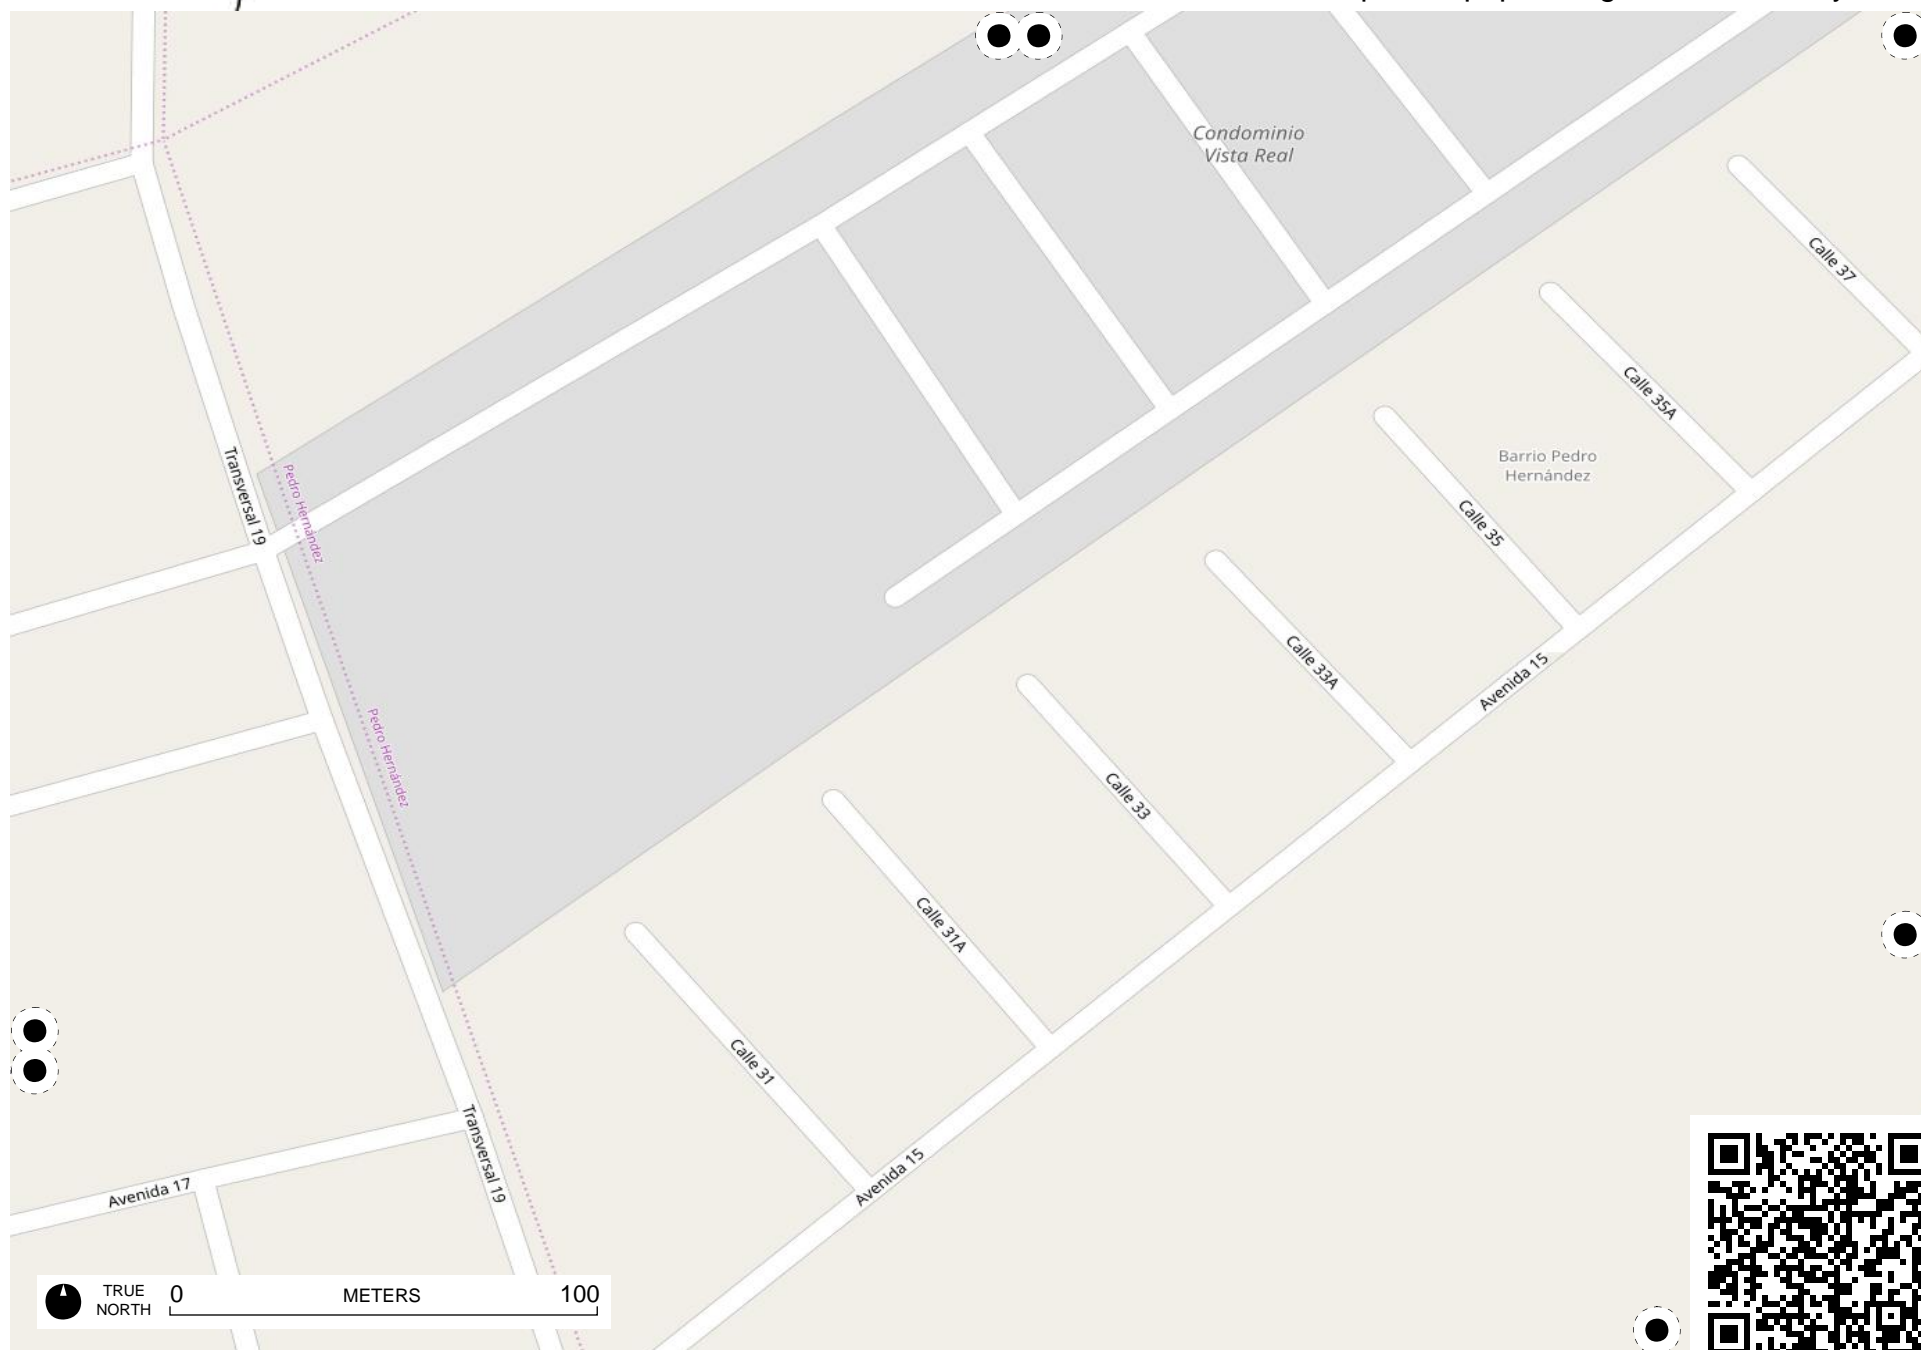 Condominio
Vista Real
Calle 37
Calle 35A
Transversal 19
Pedro Hernández
Barrio Pedro
Hernández
Calle 35
Calle 33A
Avenida 15
Pedro Hernández
Calle 33
Calle 31A
Calle 31
Transversal 19
Avenida 15
Avenida 17
TRUE
NORTH
0 METERS 100